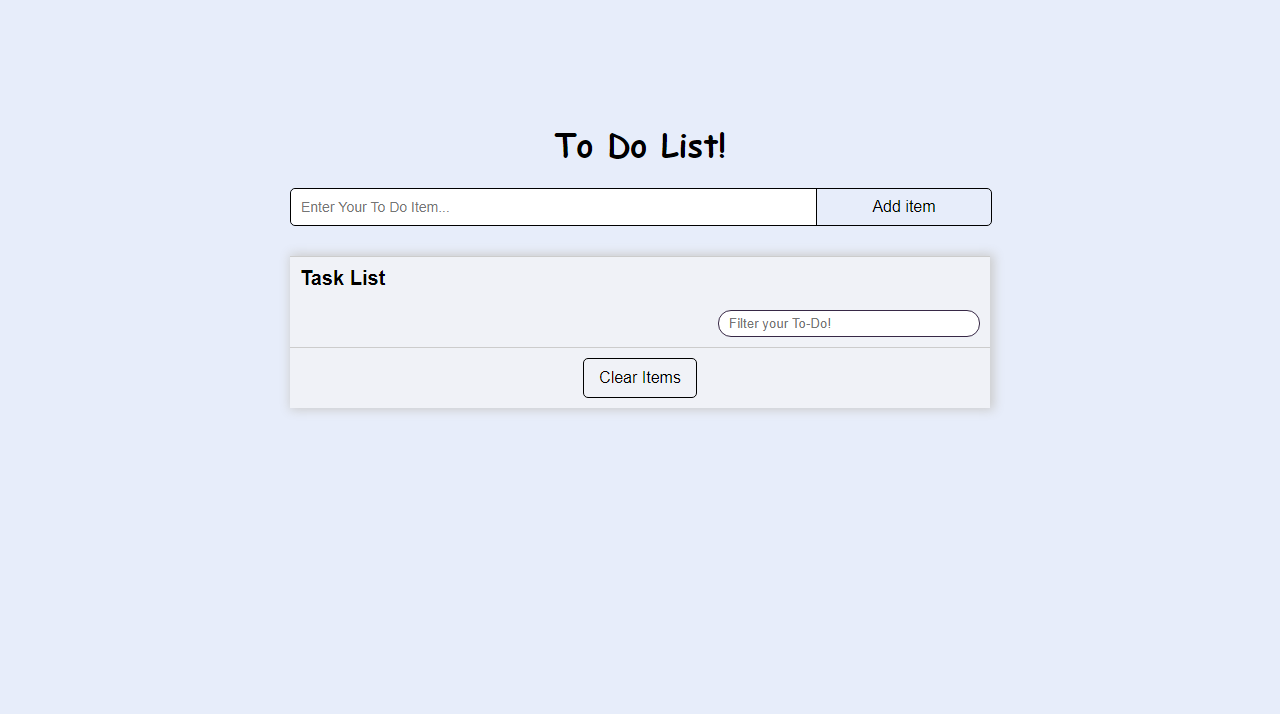 To Do List!
Enter Your To Do Item...
Add item
Task List
Filter your To-Do!
Clear Items